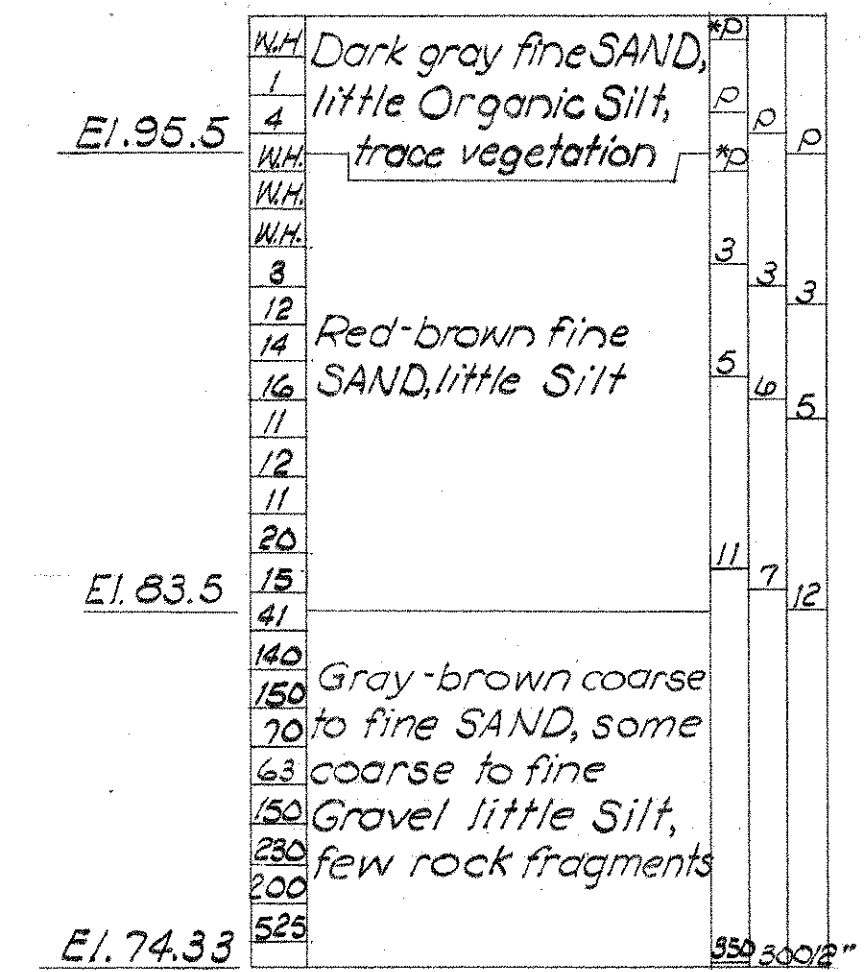 W.H Dark gray fine SAND, *P
1
4 little Organic Silt, P P
El. 95.5 W.H. trace vegetation *P P
W.H.
W.H. 3
3 3 3
12
14 Red-brown fine
16 SAND, little Silt 5 6 5
11
12
11
20 11
15 7
El. 83.5 12
41
140 Gray-brown coarse
150
70 to fine SAND, some
63 coarse to fine
150 Gravel little Silt,
230 few rock fragments
200
525
El. 74.33 350 300/2"